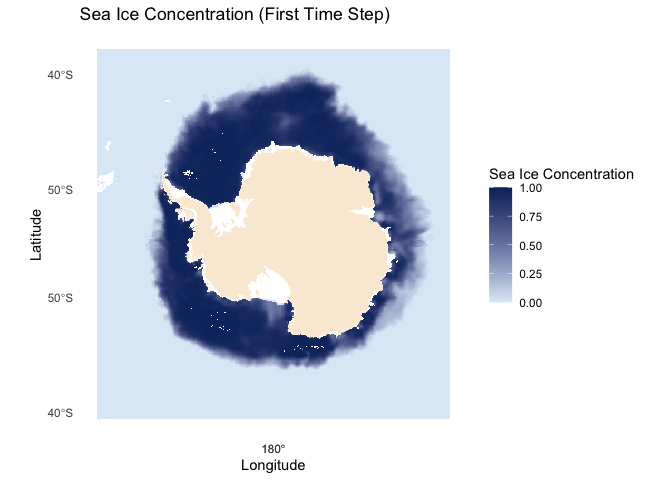 Sea Ice Concentration (First Time Step)
40°S
50°S
50°S
40°S
Latitude
180°
Longitude
Sea Ice Concentration
1.00
0.75
0.50
0.25
0.00